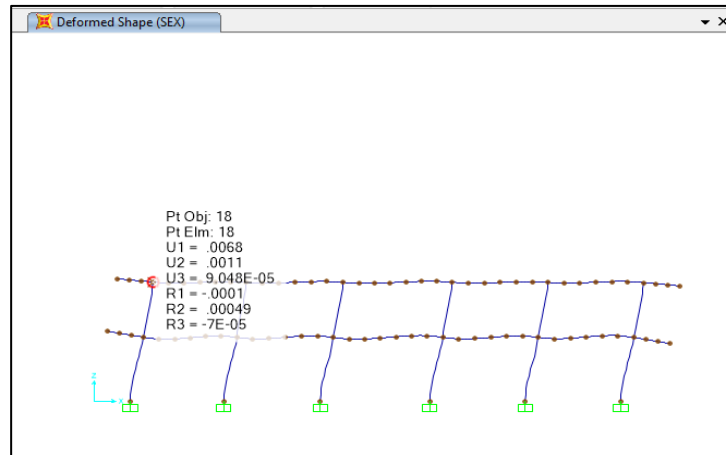 Deformed Shape (SEX)
Pt Obj: 18
Pt Elm: 18
U1 = .0068
U2 = .0011
U3 = 9.048E-05
R1 = -.0001
R2 = .00049
R3 = -7E-05
Z
X